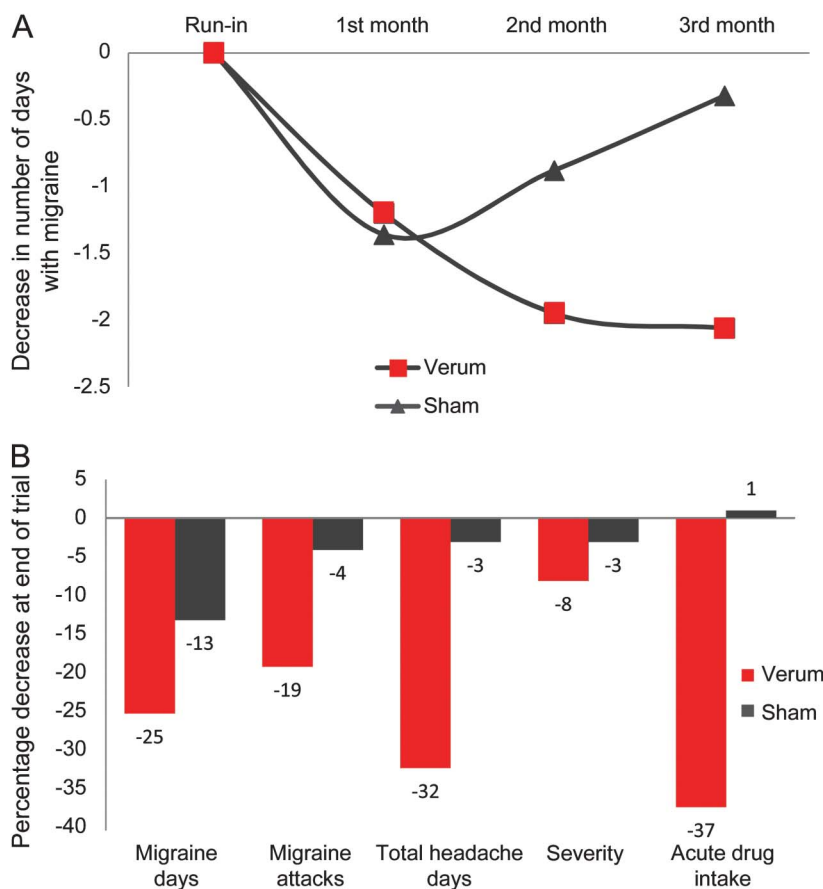 A
Run-in 1st month 2nd month 3rd month
Decrease in number of days
with migraine
0
-0.5
-1
-1.5
-2
-2.5
Verum
Sham
B
Percentage decrease at end of trial
5
0
-5
-10
-15
-20
-25
-30
-35
-40
-25
-13
-19
-4
-32
-3
-8
-3
-37
1
Verum
Sham
Migraine
days
Migraine
attacks
Total headache
days
Severity
Acute drug
intake